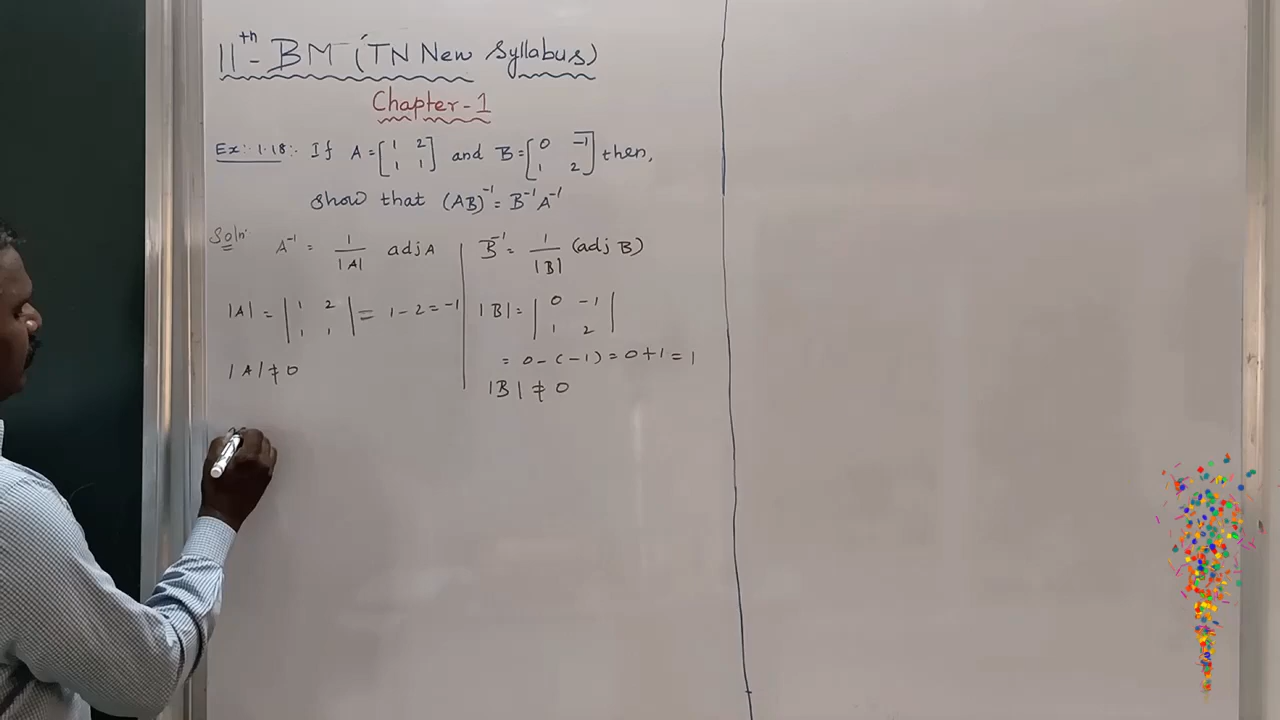 11th - BM (TN New Syllabus)
Chapter - 1
Ex:- 1.18:- If A = [1 2 1 1] and B = [0 -1 1 2] then,
show that (AB)⁻¹ = B⁻¹A⁻¹
Soln:
A⁻¹ = 1/|A| adj A
|A| = |1 2 1 1| = 1 - 2 = -1
|A| ≠ 0
B⁻¹ = 1/|B| (adj B)
|B| = |0 -1 1 2|
= 0 - (-1) = 0 + 1 = 1
|B| ≠ 0